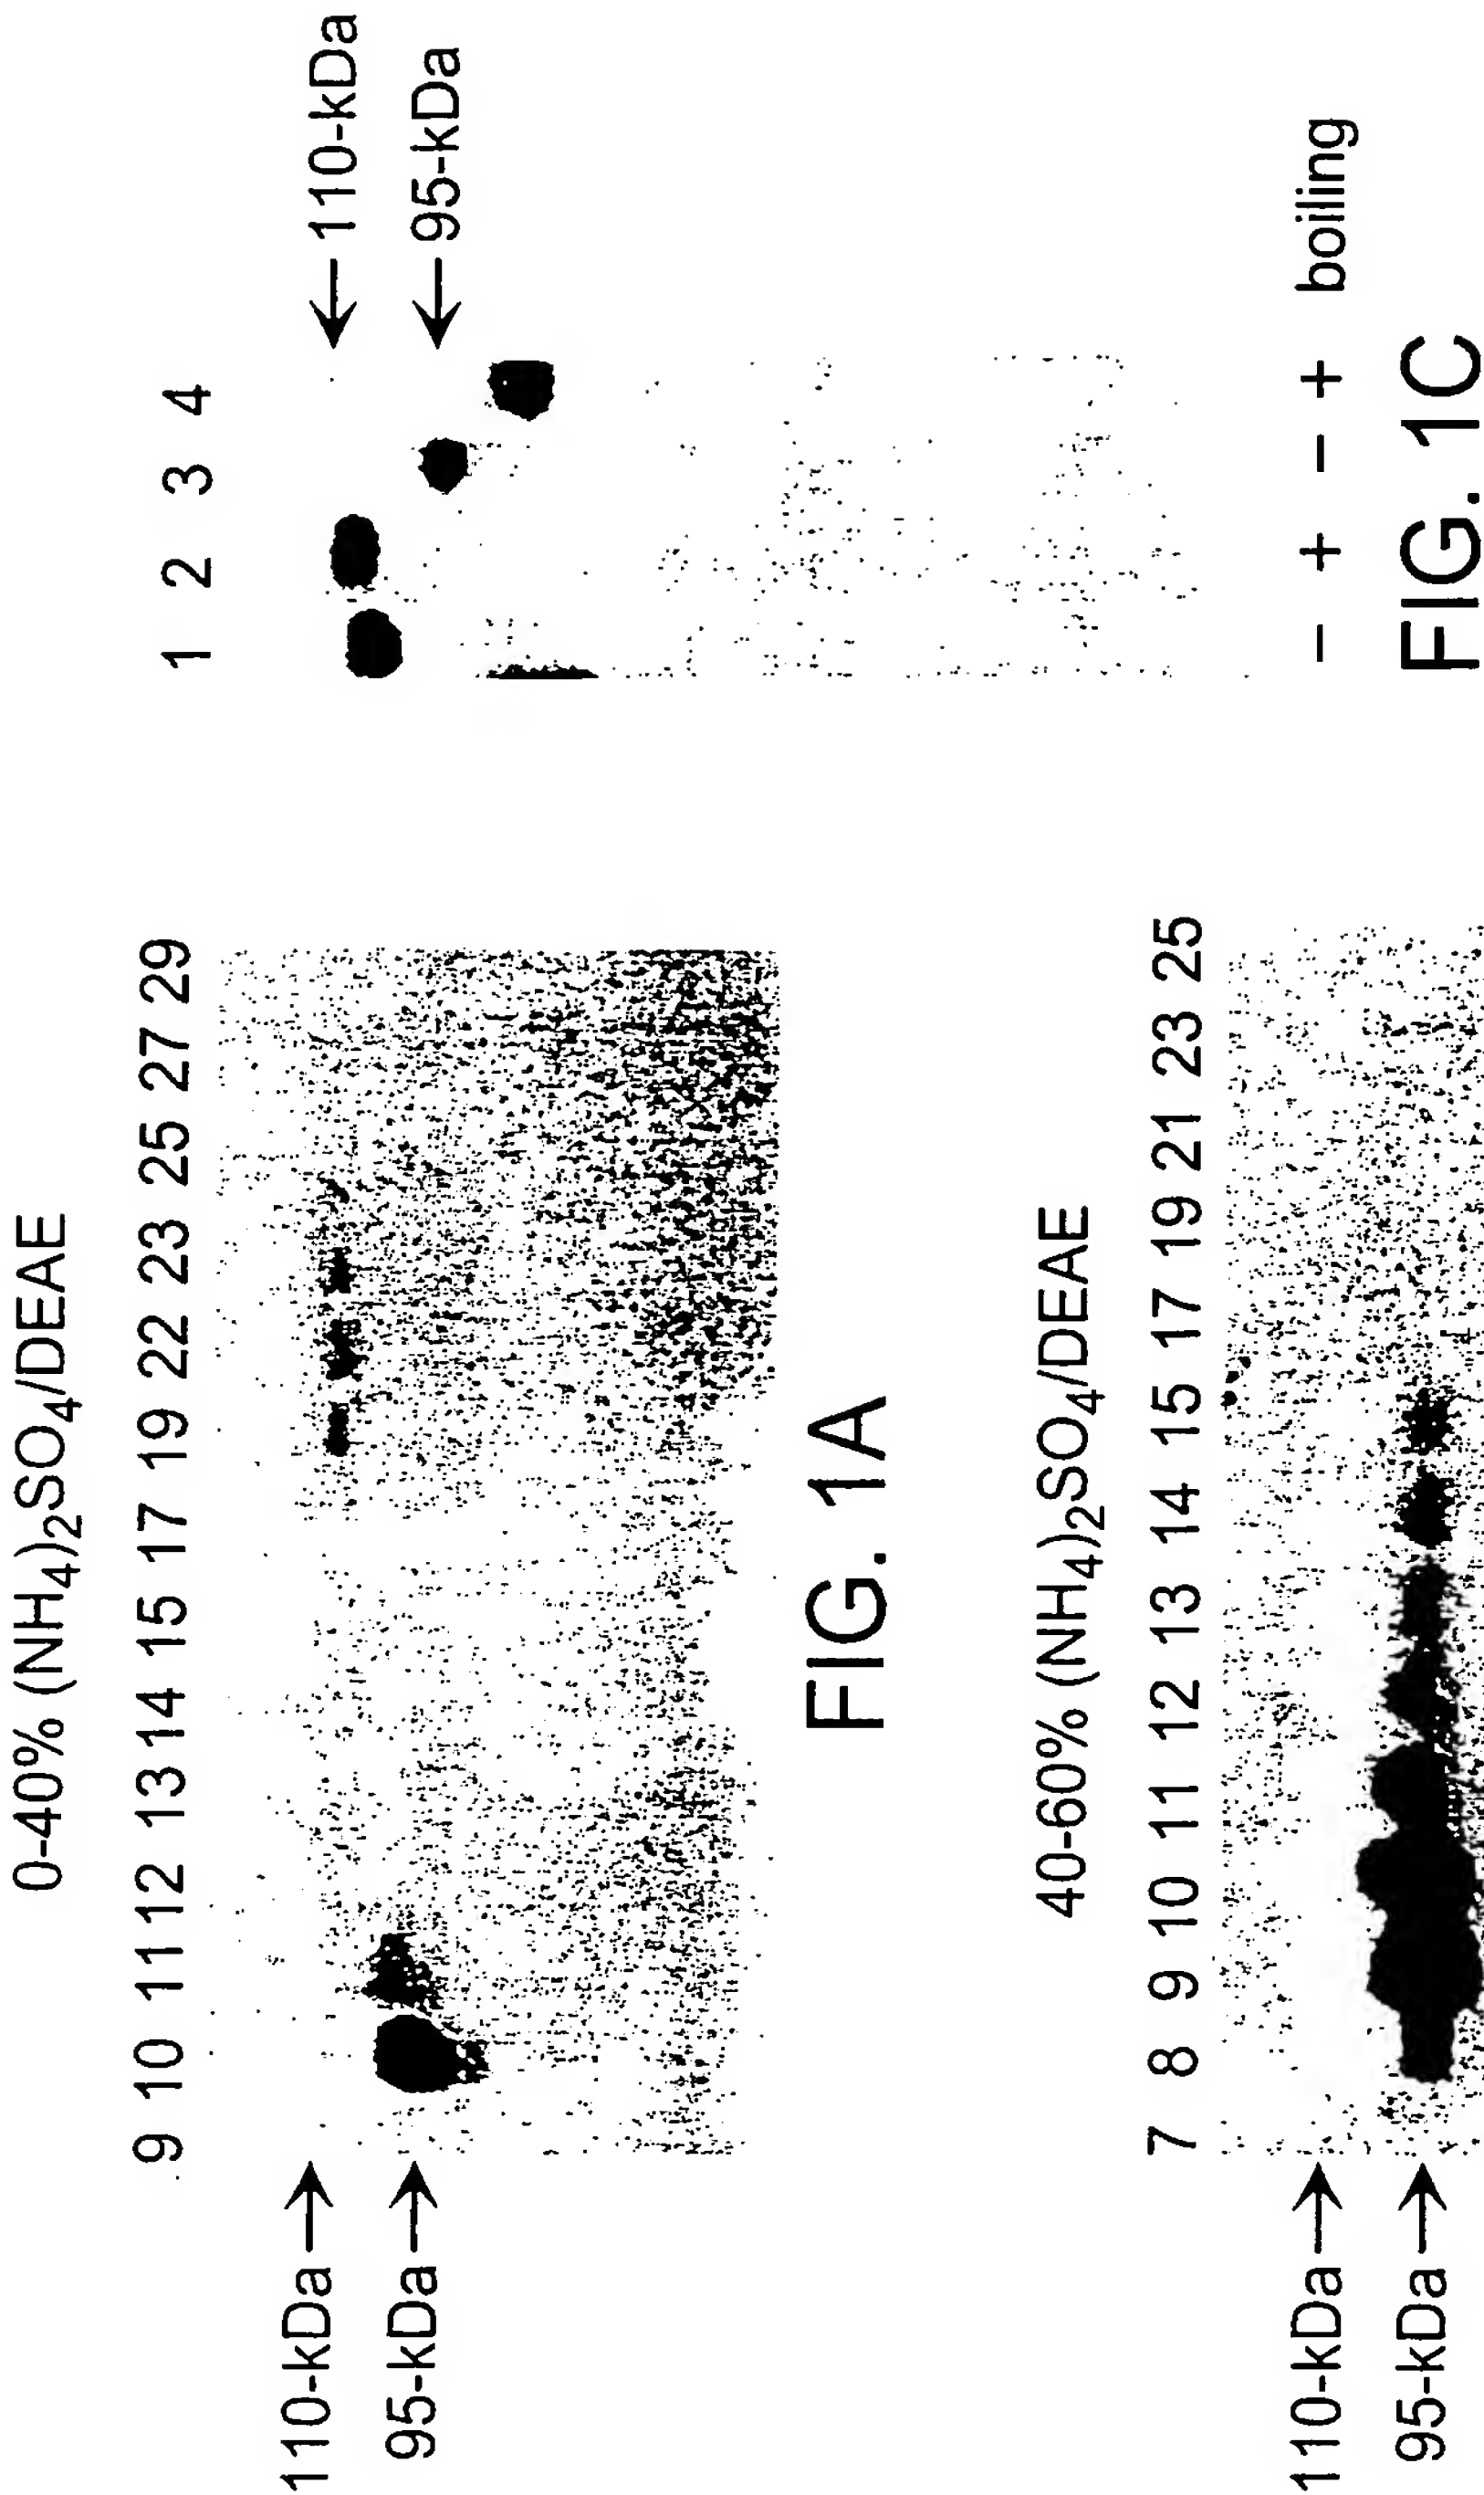 0-40% (NH4)2SO4/DEAE
9 10 11 12 13 14 15 17 19 22 23 25 27 29
110-kDa →
95-kDa →
FIG. 1A
40-60% (NH4)2SO4/DEAE
7 8 9 10 11 12 13 14 15 17 19 21 23 25
110-kDa →
95-kDa →
1 2 3 4
← 110-kDa
← 95-kDa
− + − + boiling
FIG. 1C